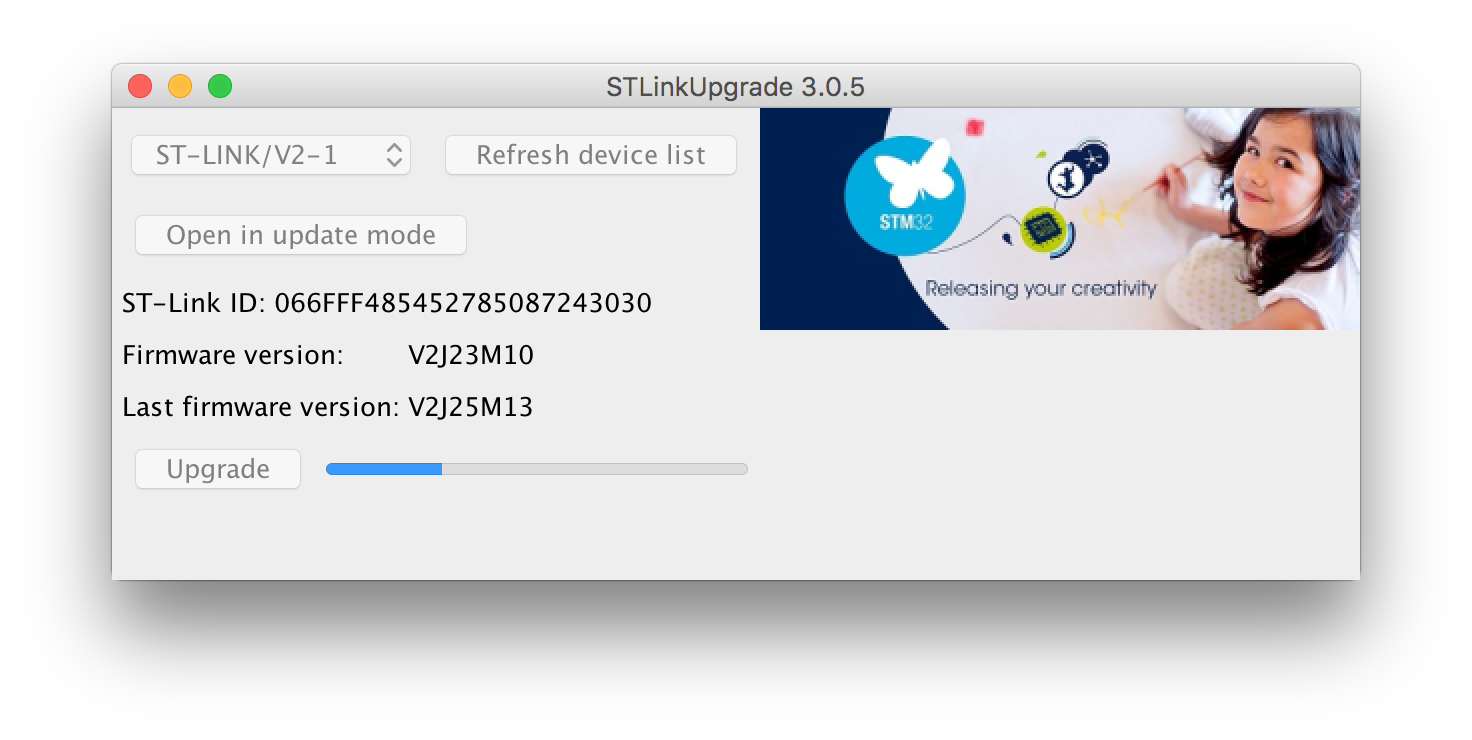 STLinkUpgrade 3.0.5
ST-LINK/V2-1
Refresh device list
Open in update mode
ST-Link ID: 066FFF485452785087243030
Firmware version: V2J23M10
Last firmware version: V2J25M13
Upgrade
STM32
Releasing your creativity